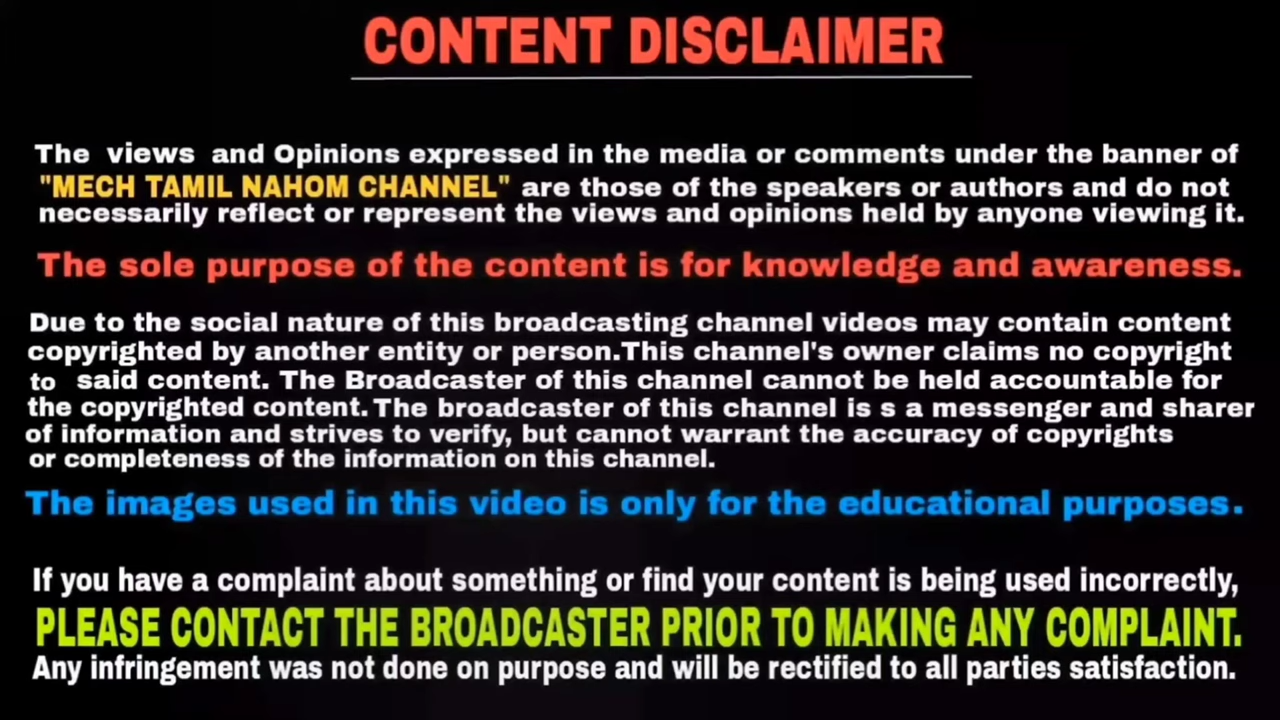 CONTENT DISCLAIMER
The views and Opinions expressed in the media or comments under the banner of
"MECH TAMIL NAHOM CHANNEL" are those of the speakers or authors and do not
necessarily reflect or represent the views and opinions held by anyone viewing it.
The sole purpose of the content is for knowledge and awareness.
Due to the social nature of this broadcasting channel videos may contain content
copyrighted by another entity or person.This channel's owner claims no copyright
to said content. The Broadcaster of this channel cannot be held accountable for
the copyrighted content. The broadcaster of this channel is s a messenger and sharer
of information and strives to verify, but cannot warrant the accuracy of copyrights
or completeness of the information on this channel.
The images used in this video is only for the educational purposes.
If you have a complaint about something or find your content is being used incorrectly,
PLEASE CONTACT THE BROADCASTER PRIOR TO MAKING ANY COMPLAINT.
Any infringement was not done on purpose and will be rectified to all parties satisfaction.